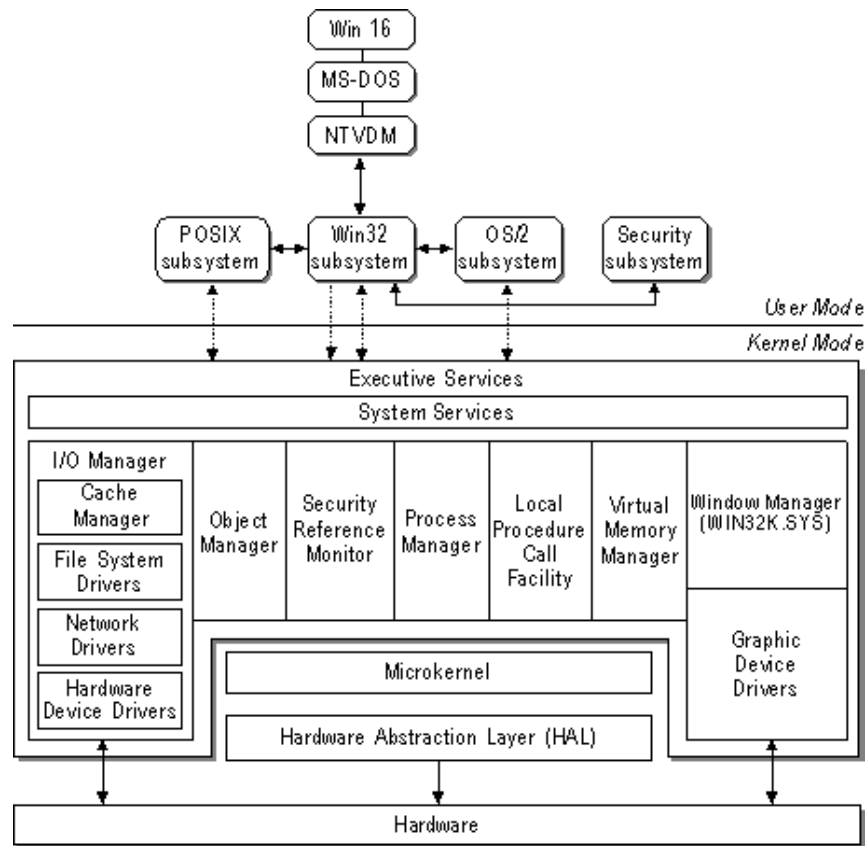 Win 16
MS-DOS
NTVDM
POSIX
subsystem
Win32
subsystem
OS/2
subsystem
Security
subsystem
User Mode
Kernel Mode
Executive Services
System Services
I/O Manager
Cache
Manager
File System
Drivers
Network
Drivers
Hardware
Device Drivers
Object
Manager
Security
Reference
Monitor
Process
Manager
Local
Procedure
Call
Facility
Virtual
Memory
Manager
Window Manager
(WIN32K.SYS)
Graphic
Device
Drivers
Microkernel
Hardware Abstraction Layer (HAL)
Hardware